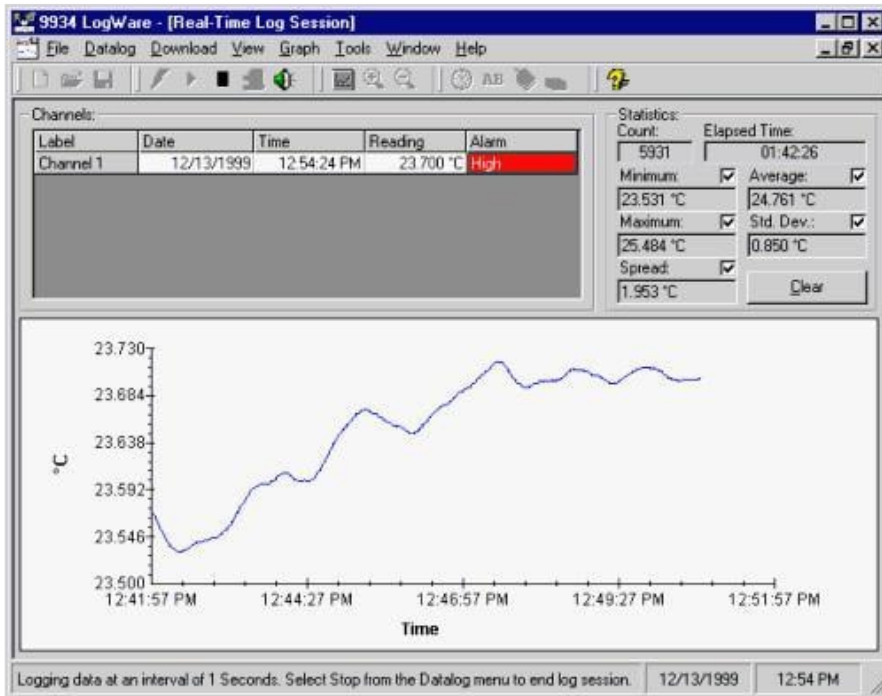 9934 LogWare - [Real-Time Log Session]
File Datalog Download View Graph Tools Window Help
AB
Channels:
Label Date Time Reading Alarm
Channel 1 12/13/1999 12:54:24 PM 23.700 °C High
Statistics:
Count: Elapsed Time:
5931 01:42:26
Minimum: Average:
23.531 °C 24.761 °C
Maximum: Std. Dev.:
25.484 °C 0.850 °C
Spread:
1.953 °C Clear
23.730
23.684
23.638
°C
23.592
23.546
23.500
12:41:57 PM 12:44:27 PM 12:46:57 PM 12:49:27 PM 12:51:57 PM
Time
Logging data at an interval of 1 Seconds. Select Stop from the Datalog menu to end log session. 12/13/1999 12:54 PM